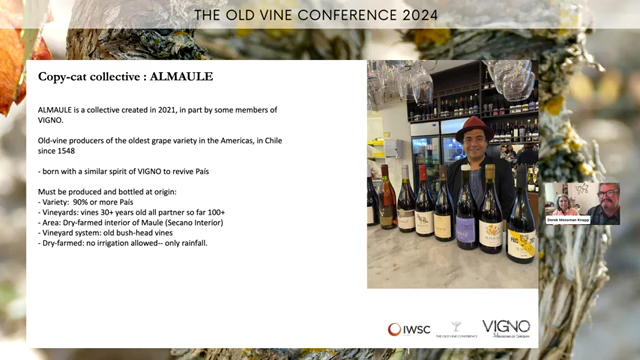 THE OLD VINE CONFERENCE 2024
Copy-cat collective : ALMAULE
ALMAULE is a collective created in 2021, in part by some members of
VIGNO.
Old-vine producers of the oldest grape variety in the Americas, in Chile
since 1548
- born with a similar spirit of VIGNO to revive País
Must be produced and bottled at origin:
- Variety:  90% or more País
- Vineyards: vines 30+ years old all partner so far 100+
- Area: Dry-farmed interior of Maule (Secano Interior)
- Vineyard system: old bush-head vines
- Dry-farmed: no irrigation allowed-- only rainfall.
Derek Mossman Knapp
IWSC
THE OLD VINE CONFERENCE
VIGNO